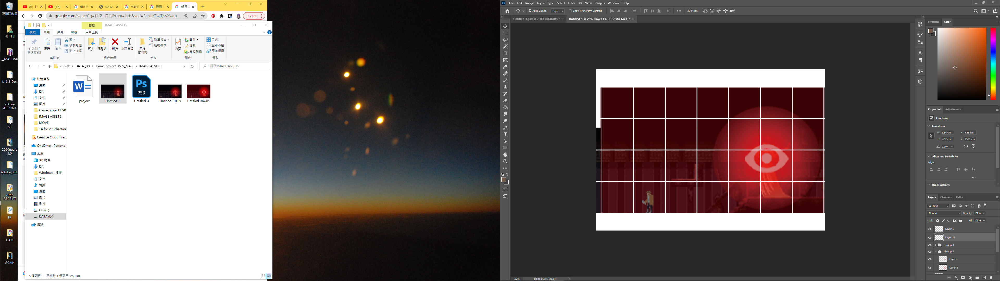 資源回收筒
HSIN LI
__MACOSX
1.16.2-Do...
2D live skin.1024
88
2020nuuid 3.0
Adobe_XD...
AMZ RECEIPT
FF
GAM
GGM4
(8)
(16)
橫向
v2-66
眼睛
偵探
google.com/search?q=偵探+插畫&tbm=isch&ved=2ahUKEwjTjvvXwqb...
Update
管理
IMAGE ASSETS
檔案
常用
共用
檢視
圖片工具
釘選到 [快速存取]
複製
貼上
剪下
複製路徑
貼上捷徑
剪貼簿
移至
複製到
刪除
重新命名
組合管理
新增資料夾
新增項目
輕鬆存取
新增
內容
開啟
編輯
歷程記錄
開啟
全選
全部不選
反向選擇
選取
本機 › DATA (D:) › Game project HSIN_MAO › IMAGE ASSETS
搜尋 IMAGE ASSETS
快速存取
桌面
D:\
文件
圖片
Game project HSIN
IMAGE ASSETS
MOVE
TA for Vitualization
Creative Cloud Files
OneDrive - Personal
本機
3D 物件
D:\
Windows - 捷徑
文件
音樂
桌面
圖片
影片
OS (C:)
DATA (D:)
網路
W
project
Untitled-3
Ps
PSD
Untitled-3
Untitled-3@3x
Untitled-3@3x2
5 個項目
已選取 1 個項目 253 KB
Ps
File Edit Image Layer Type Select Filter 3D View Plugins Window Help
Auto-Select:
Layer
Show Transform Controls
3D Mode:
Untitled-3.psd @ 700% (RGB/8#) *
Untitled-1 @ 25% (Layer 11, RGB/8#/CMYK) *
25%
Doc: 24.9M/141.6M
Swatches
Color
Properties
Adjustments
Pixel Layer
Transform
W 1.94 cm
X 5.89 cm
H 2.92 cm
Y 15.81 cm
0.00°
Align and Distribute
Align:
Quick Actions
Layers
Channels
Paths
Kind
Normal
Opacity: 100%
Lock:
Fill: 100%
Layer 1
Layer 11
Group 1
Group 2
Layer 6
Layer 5